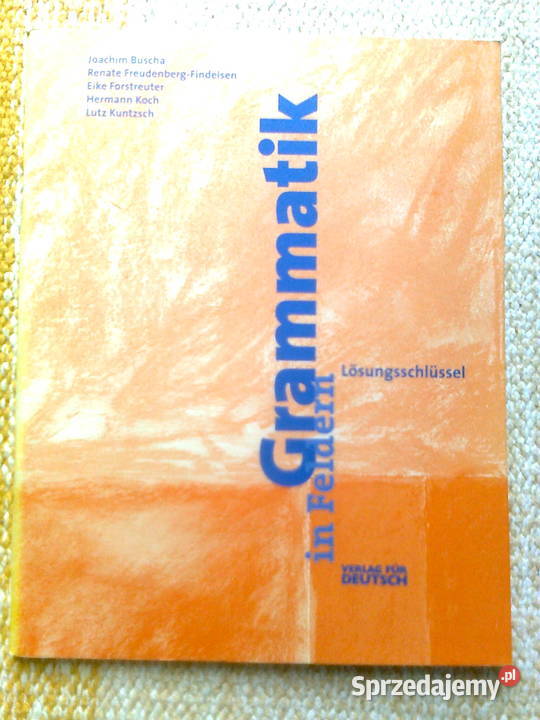 Joachim Buscha
Renate Freudenberg-Findeisen
Eike Forstreuter
Hermann Koch
Lutz Kuntzsch
Grammatik
in Feldern
Lösungsschlüssel
VERLAG FÜR
DEUTSCH
Sprzedajemy.pl